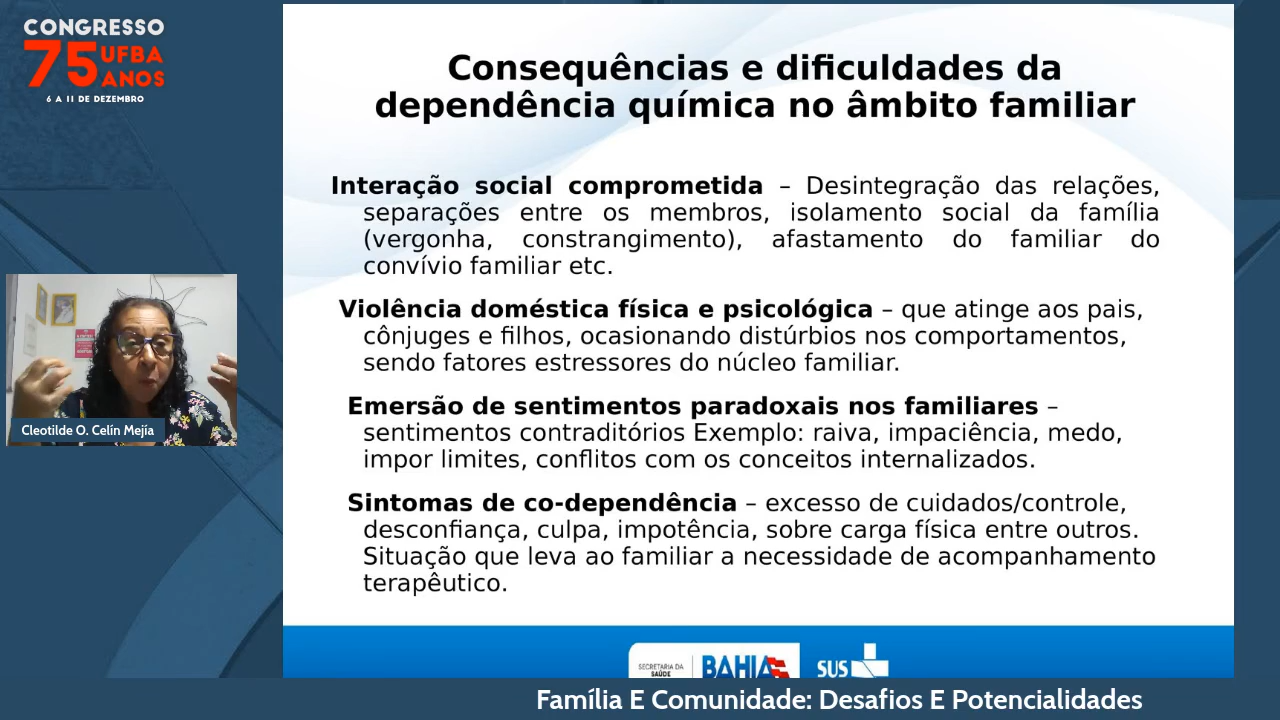 CONGRESSO
75 UFBA
ANOS
6 A 11 DE DEZEMBRO
Consequências e dificuldades da
dependência química no âmbito familiar
Interação social comprometida – Desintegração das relações,
separações entre os membros, isolamento social da família
(vergonha, constrangimento), afastamento do familiar do
convívio familiar etc.
Violência doméstica física e psicológica – que atinge aos pais,
cônjuges e filhos, ocasionando distúrbios nos comportamentos,
sendo fatores estressores do núcleo familiar.
Emersão de sentimentos paradoxais nos familiares –
sentimentos contraditórios Exemplo: raiva, impaciência, medo,
impor limites, conflitos com os conceitos internalizados.
Sintomas de co-dependência – excesso de cuidados/controle,
desconfiança, culpa, impotência, sobre carga física entre outros.
Situação que leva ao familiar a necessidade de acompanhamento
terapêutico.
Cleotilde O. Celín Mejía
SECRETARIA DA
SAÚDE
BAHIA
SUS
Família E Comunidade: Desafios E Potencialidades